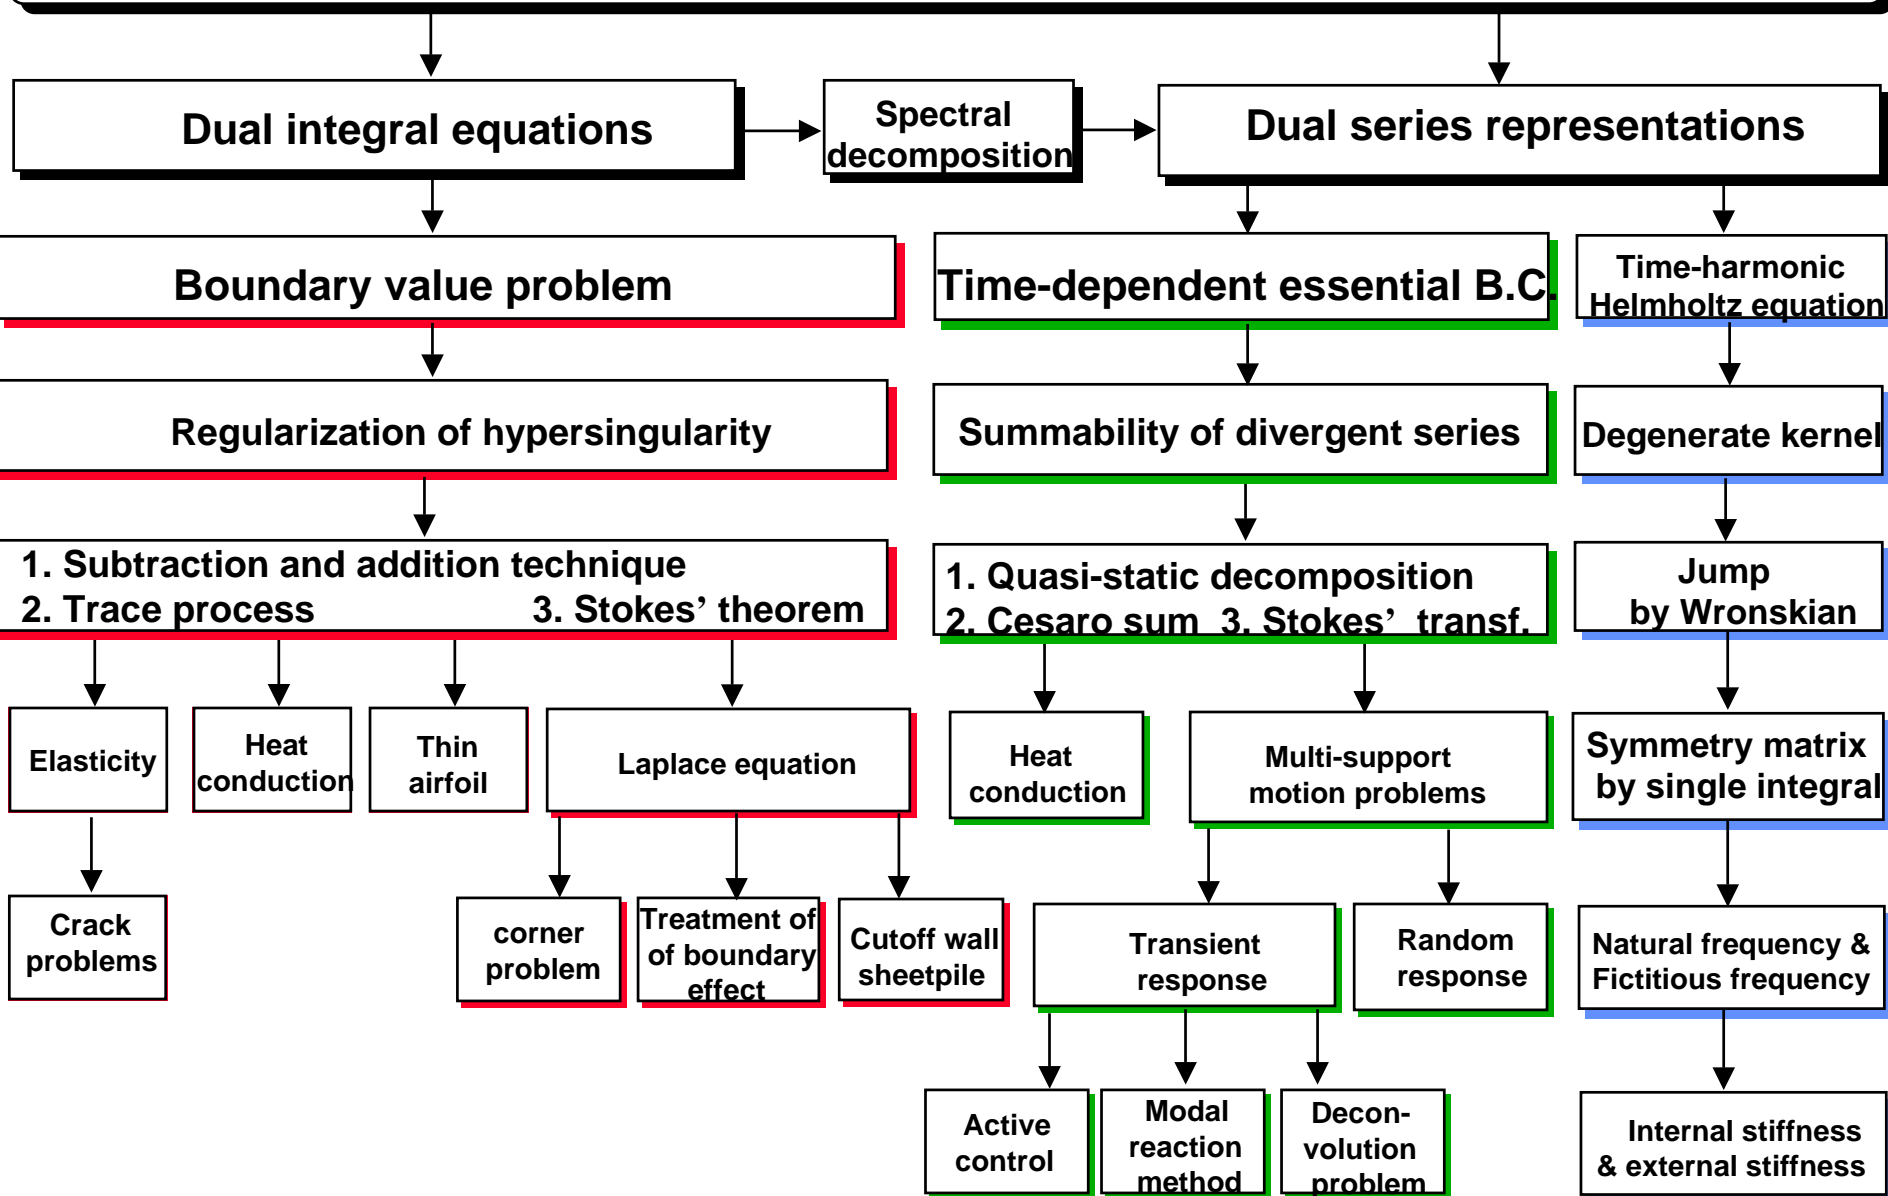 Dual integral equations
Spectral
decomposition
Dual series representations
Boundary value problem
Time-dependent essential B.C.
Time-harmonic
Helmholtz equation
Regularization of hypersingularity
Summability of divergent series
Degenerate kernel
1. Subtraction and addition technique
2. Trace process 3. Stokes’ theorem
1. Quasi-static decomposition
2. Cesaro sum 3. Stokes’ transf.
Jump
by Wronskian
Elasticity
Heat
conduction
Thin
airfoil
Laplace equation
Heat
conduction
Multi-support
motion problems
Symmetry matrix
by single integral
Crack
problems
corner
problem
Treatment of
of boundary
effect
Cutoff wall
sheetpile
Transient
response
Random
response
Natural frequency &
Fictitious frequency
Active
control
Modal
reaction
method
Decon-
volution
problem
Internal stiffness
& external stiffness